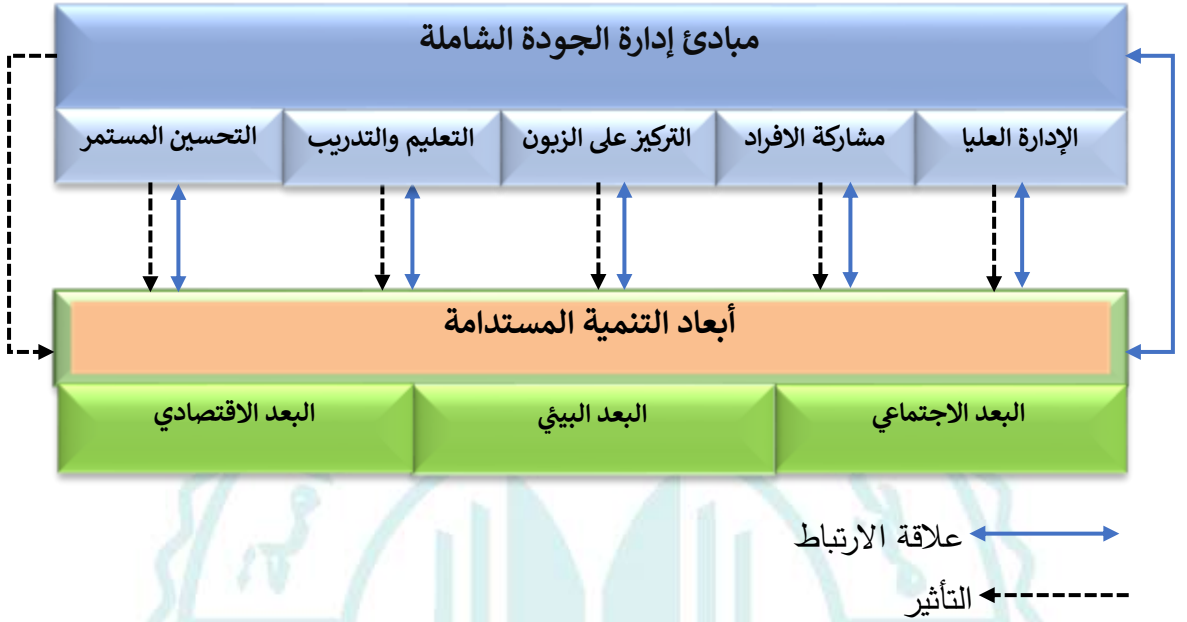 مبادئ إدارة الجودة الشاملة
الإدارة العليا
مشاركة الافراد
التركيز على الزبون
التعليم والتدريب
التحسين المستمر
أبعاد التنمية المستدامة
البعد الاجتماعي
البعد البيئي
البعد الاقتصادي
علاقة الارتباط
التأثير